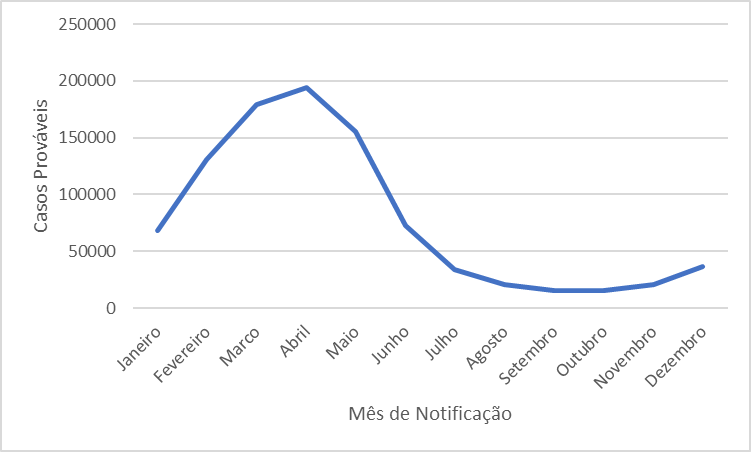 250000
200000
150000
100000
50000
0
Casos Prováveis
Janeiro
Fevereiro
Marco
Abril
Maio
Junho
Julho
Agosto
Setembro
Outubro
Novembro
Dezembro
Mês de Notificação